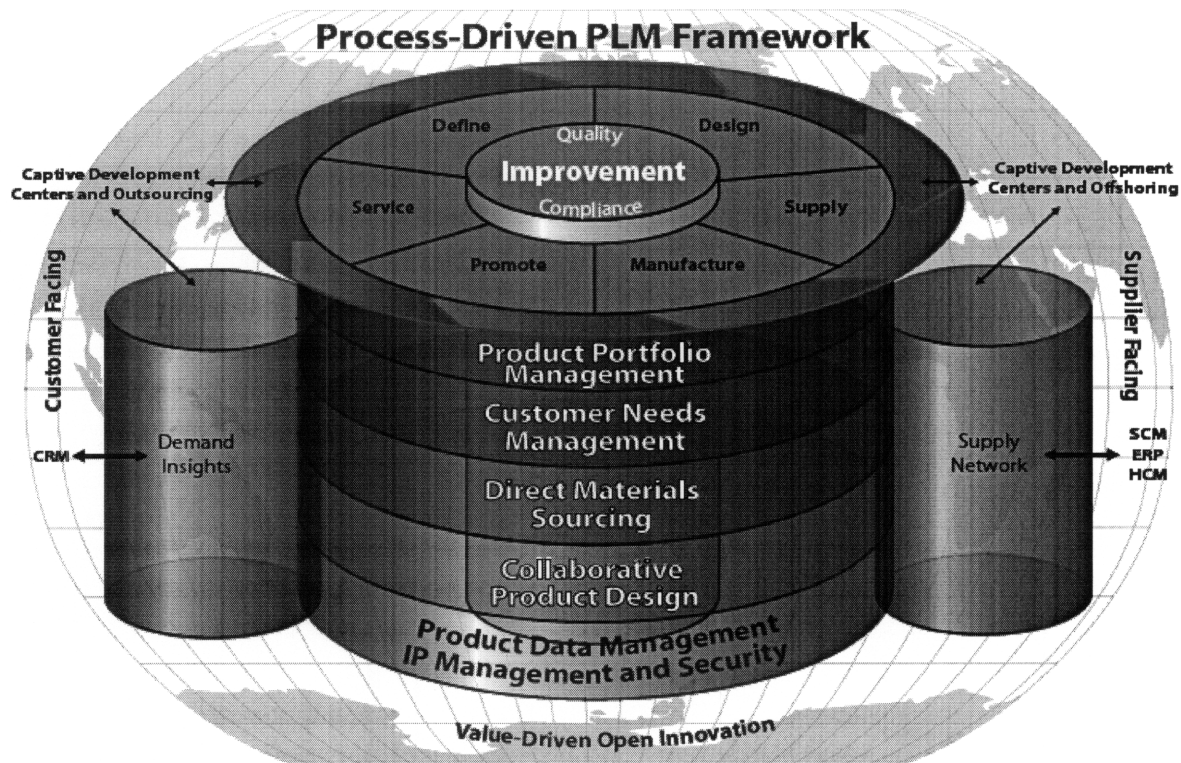 Process-Driven PLM Framework
Define
Design
Quality
Improvement
Compliance
Service
Supply
Promote
Manufacture
Captive Development
Centers and Outsourcing
Captive Development
Centers and Offshoring
Customer Facing
Supplier Facing
Product Portfolio
Management
Customer Needs
Management
Direct Materials
Sourcing
Collaborative
Product Design
Product Data Management
IP Management and Security
CRM
Demand
Insights
Supply
Network
SCM
ERP
HCM
Value-Driven Open Innovation